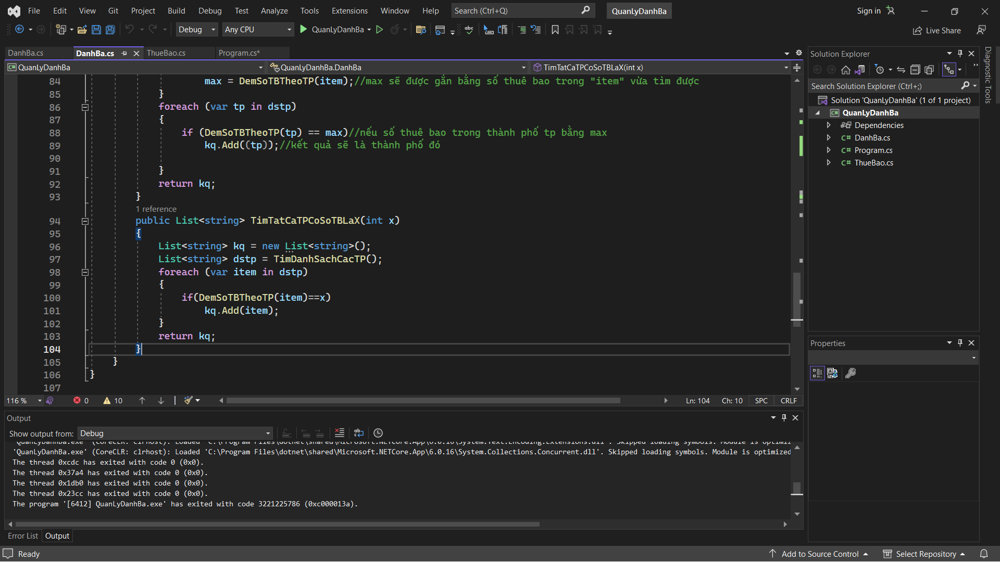 File Edit View Git Project Build Debug Test Analyze Tools Extensions Window Help Search (Ctrl+Q) QuanLyDanhBa Sign in
Debug Any CPU QuanLyDanhBa Live Share
DanhBa.cs DanhBa.cs ThueBao.cs Program.cs*
QuanLyDanhBa QuanLyDanhBa.DanhBa TimTatCaTPCoSoTBLaX(int x)
84 max = DemSoTBTheoTP(item);//max sẽ được gắn bằng số thuê bao trong "item" vừa tìm được
85 }
86 foreach (var tp in dstp)
87 {
88 if (DemSoTBTheoTP(tp) == max)//nếu số thuê bao trong thành phố tp bằng max
89 kq.Add((tp));//kết quả sẽ là thành phố đó
90
91 }
92 return kq;
93 }
1 reference
94 public List<string> TimTatCaTPCoSoTBLaX(int x)
95 {
96 List<string> kq = new List<string>();
97 List<string> dstp = TimDanhSachCacTP();
98 foreach (var item in dstp)
99 {
100 if(DemSoTBTheoTP(item)==x)
101 kq.Add(item);
102 }
103 return kq;
104 }
105 }
106 }
107
116 % 0 10 Ln: 104 Ch: 10 SPC CRLF
Output
Show output from: Debug
'QuanLyDanhBa.exe' (CoreCLR: clrhost): Loaded 'C:\Program Files\dotnet\shared\Microsoft.NETCore.App\6.0.16\System.Text.Encoding.Extensions.dll'. Skipped loading symbols. Module is optimiz
'QuanLyDanhBa.exe' (CoreCLR: clrhost): Loaded 'C:\Program Files\dotnet\shared\Microsoft.NETCore.App\6.0.16\System.Collections.Concurrent.dll'. Skipped loading symbols. Module is optimized
The thread 0xcdc has exited with code 0 (0x0).
The thread 0x37a4 has exited with code 0 (0x0).
The thread 0x1db0 has exited with code 0 (0x0).
The thread 0x23cc has exited with code 0 (0x0).
The program '[6412] QuanLyDanhBa.exe' has exited with code 3221225786 (0xc000013a).
Error List Output
Ready Add to Source Control Select Repository
Solution Explorer
Search Solution Explorer (Ctrl+;)
Solution 'QuanLyDanhBa' (1 of 1 project)
QuanLyDanhBa
Dependencies
C# DanhBa.cs
C# Program.cs
C# ThueBao.cs
Properties
Diagnostic Tools